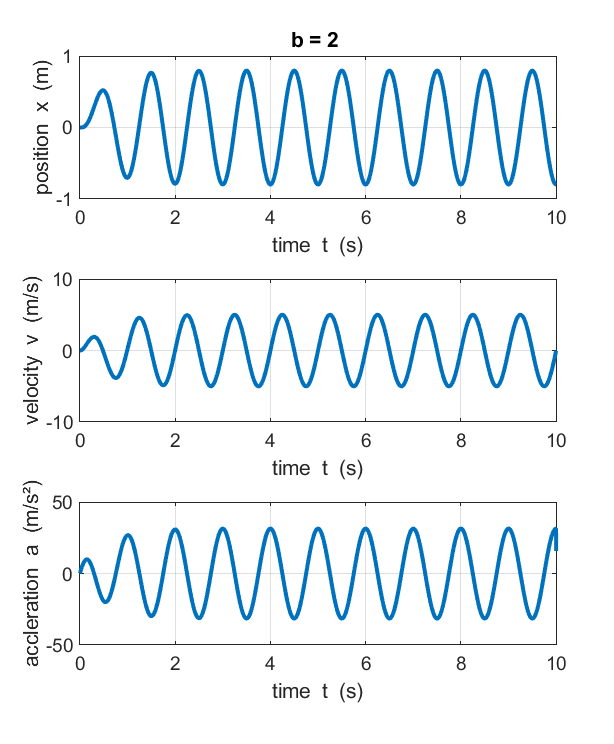 b = 2
1
0
-1
position x (m)
0 2 4 6 8 10
time t (s)
10
0
-10
velocity v (m/s)
0 2 4 6 8 10
time t (s)
50
0
-50
accleration a (m/s²)
0 2 4 6 8 10
time t (s)